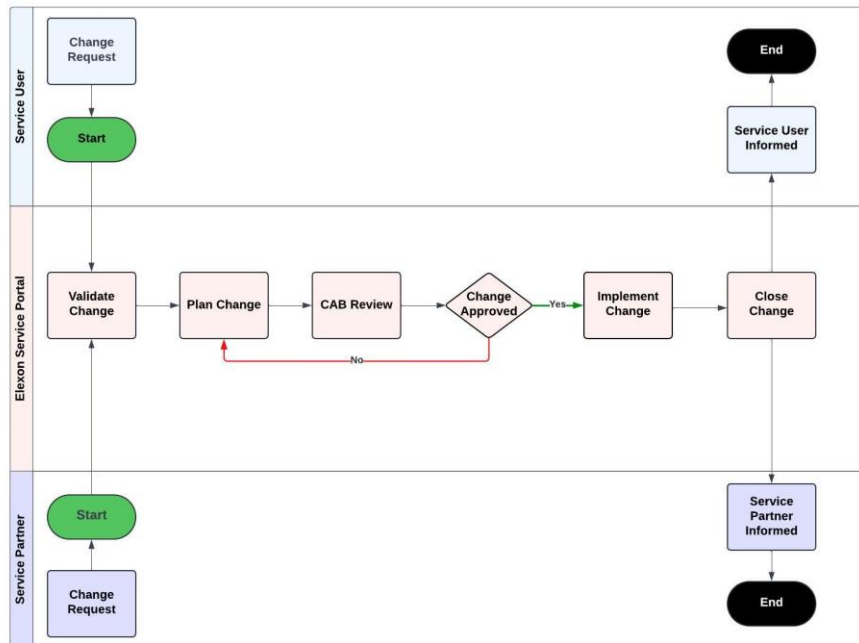 Service User
Change
Request
Start
End
Service User
Informed
Elexon Service Portal
Validate
Change
Plan Change
CAB Review
Change
Approved
Yes
No
Implement
Change
Close
Change
Service Partner
Start
Change
Request
Service
Partner
Informed
End